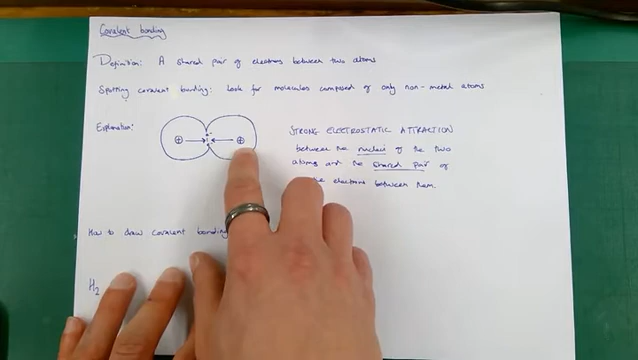 Covalent bonding
Definition: A shared pair of electrons between two atoms
Spotting covalent bonding: Look for molecules composed of only non-metal atoms
Explanation:
+ +
STRONG ELECTROSTATIC ATTRACTION
between the nuclei of the two
atoms and the shared pair of
electrons between them.
How to draw covalent bonding
H2